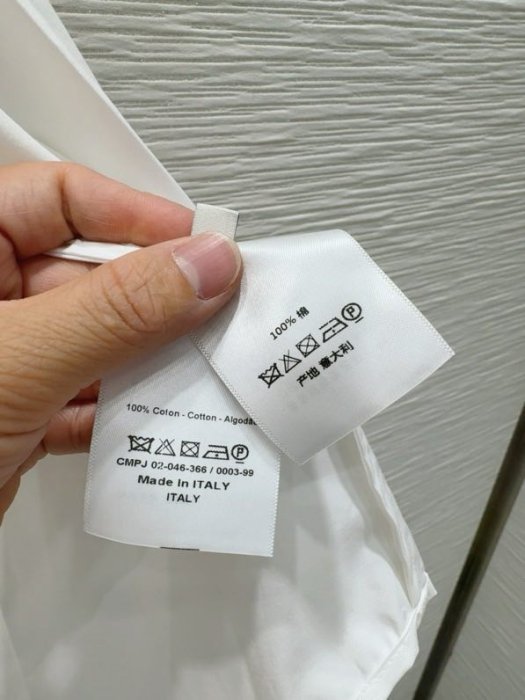 100% 棉
P
产地 意大利
100% Coton - Cotton - Algodão
P
CMPJ 02-046-366 / 0003-99
Made in ITALY
ITALY